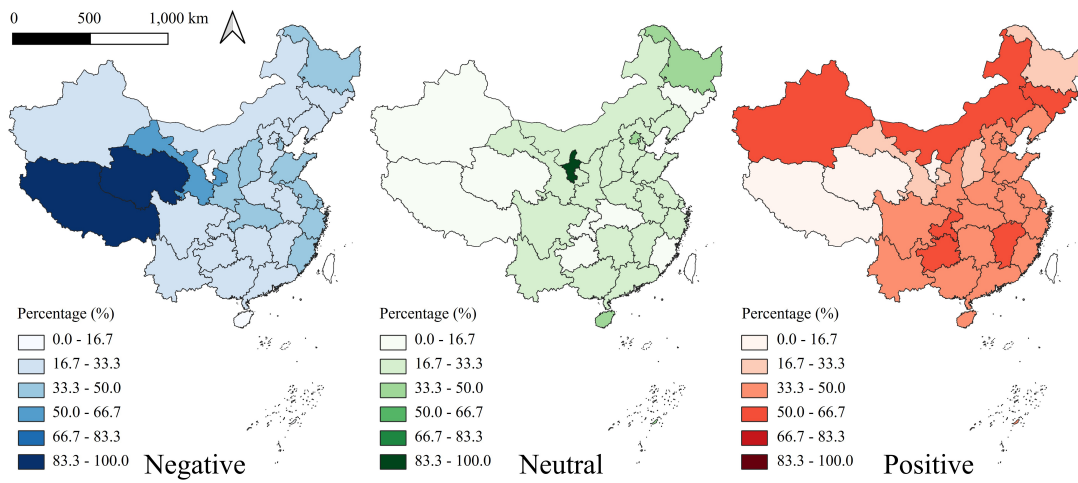 0 500 1,000 km
Percentage (%)
0.0 - 16.7
16.7 - 33.3
33.3 - 50.0
50.0 - 66.7
66.7 - 83.3
83.3 - 100.0
Negative
Percentage (%)
0.0 - 16.7
16.7 - 33.3
33.3 - 50.0
50.0 - 66.7
66.7 - 83.3
83.3 - 100.0
Neutral
Percentage (%)
0.0 - 16.7
16.7 - 33.3
33.3 - 50.0
50.0 - 66.7
66.7 - 83.3
83.3 - 100.0
Positive